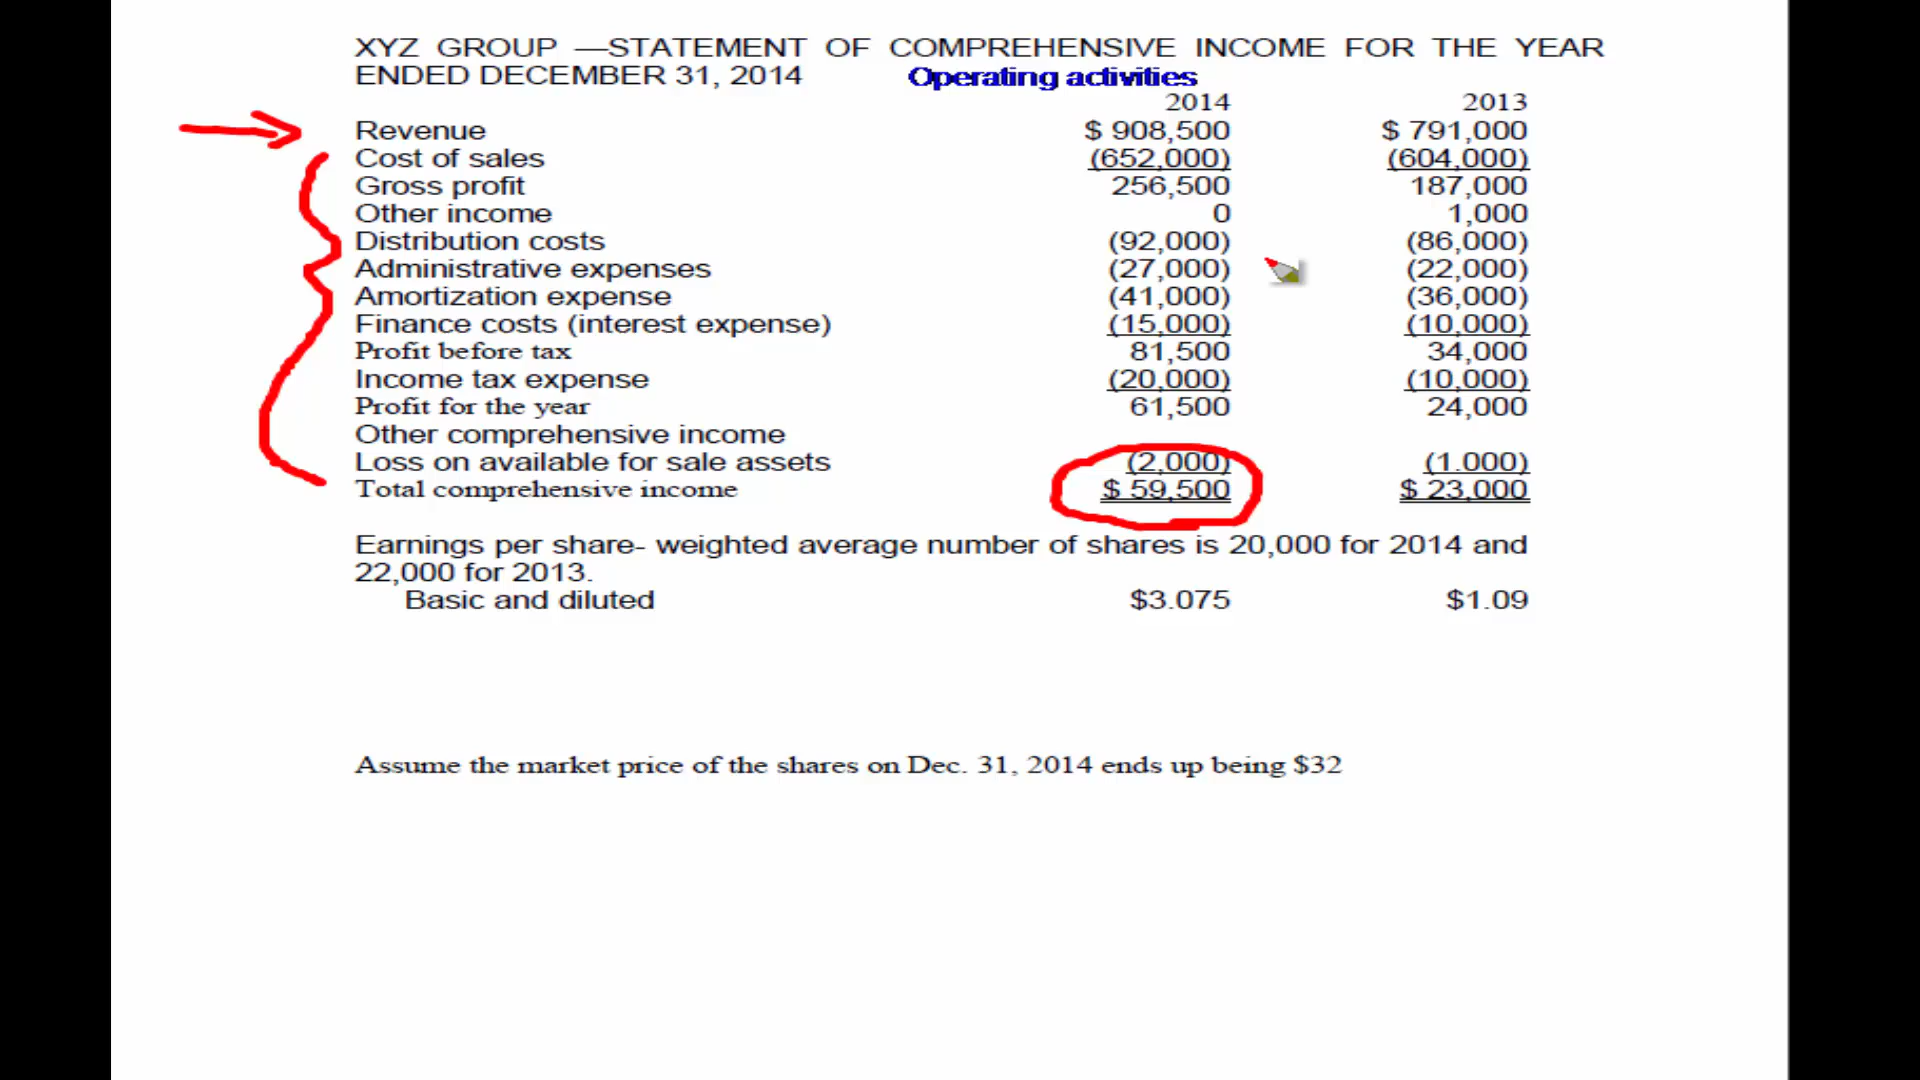 XYZ GROUP —STATEMENT OF COMPREHENSIVE INCOME FOR THE YEAR
ENDED DECEMBER 31, 2014 Operating activities
2014 2013
Revenue $ 908,500 $ 791,000
Cost of sales (652,000) (604,000)
Gross profit 256,500 187,000
Other income 0 1,000
Distribution costs (92,000) (86,000)
Administrative expenses (27,000) (22,000)
Amortization expense (41,000) (36,000)
Finance costs (interest expense) (15,000) (10,000)
Profit before tax 81,500 34,000
Income tax expense (20,000) (10,000)
Profit for the year 61,500 24,000
Other comprehensive income
Loss on available for sale assets (2,000) (1.000)
Total comprehensive income $ 59,500 $ 23,000
Earnings per share- weighted average number of shares is 20,000 for 2014 and
22,000 for 2013.
Basic and diluted $3.075 $1.09
Assume the market price of the shares on Dec. 31, 2014 ends up being $32